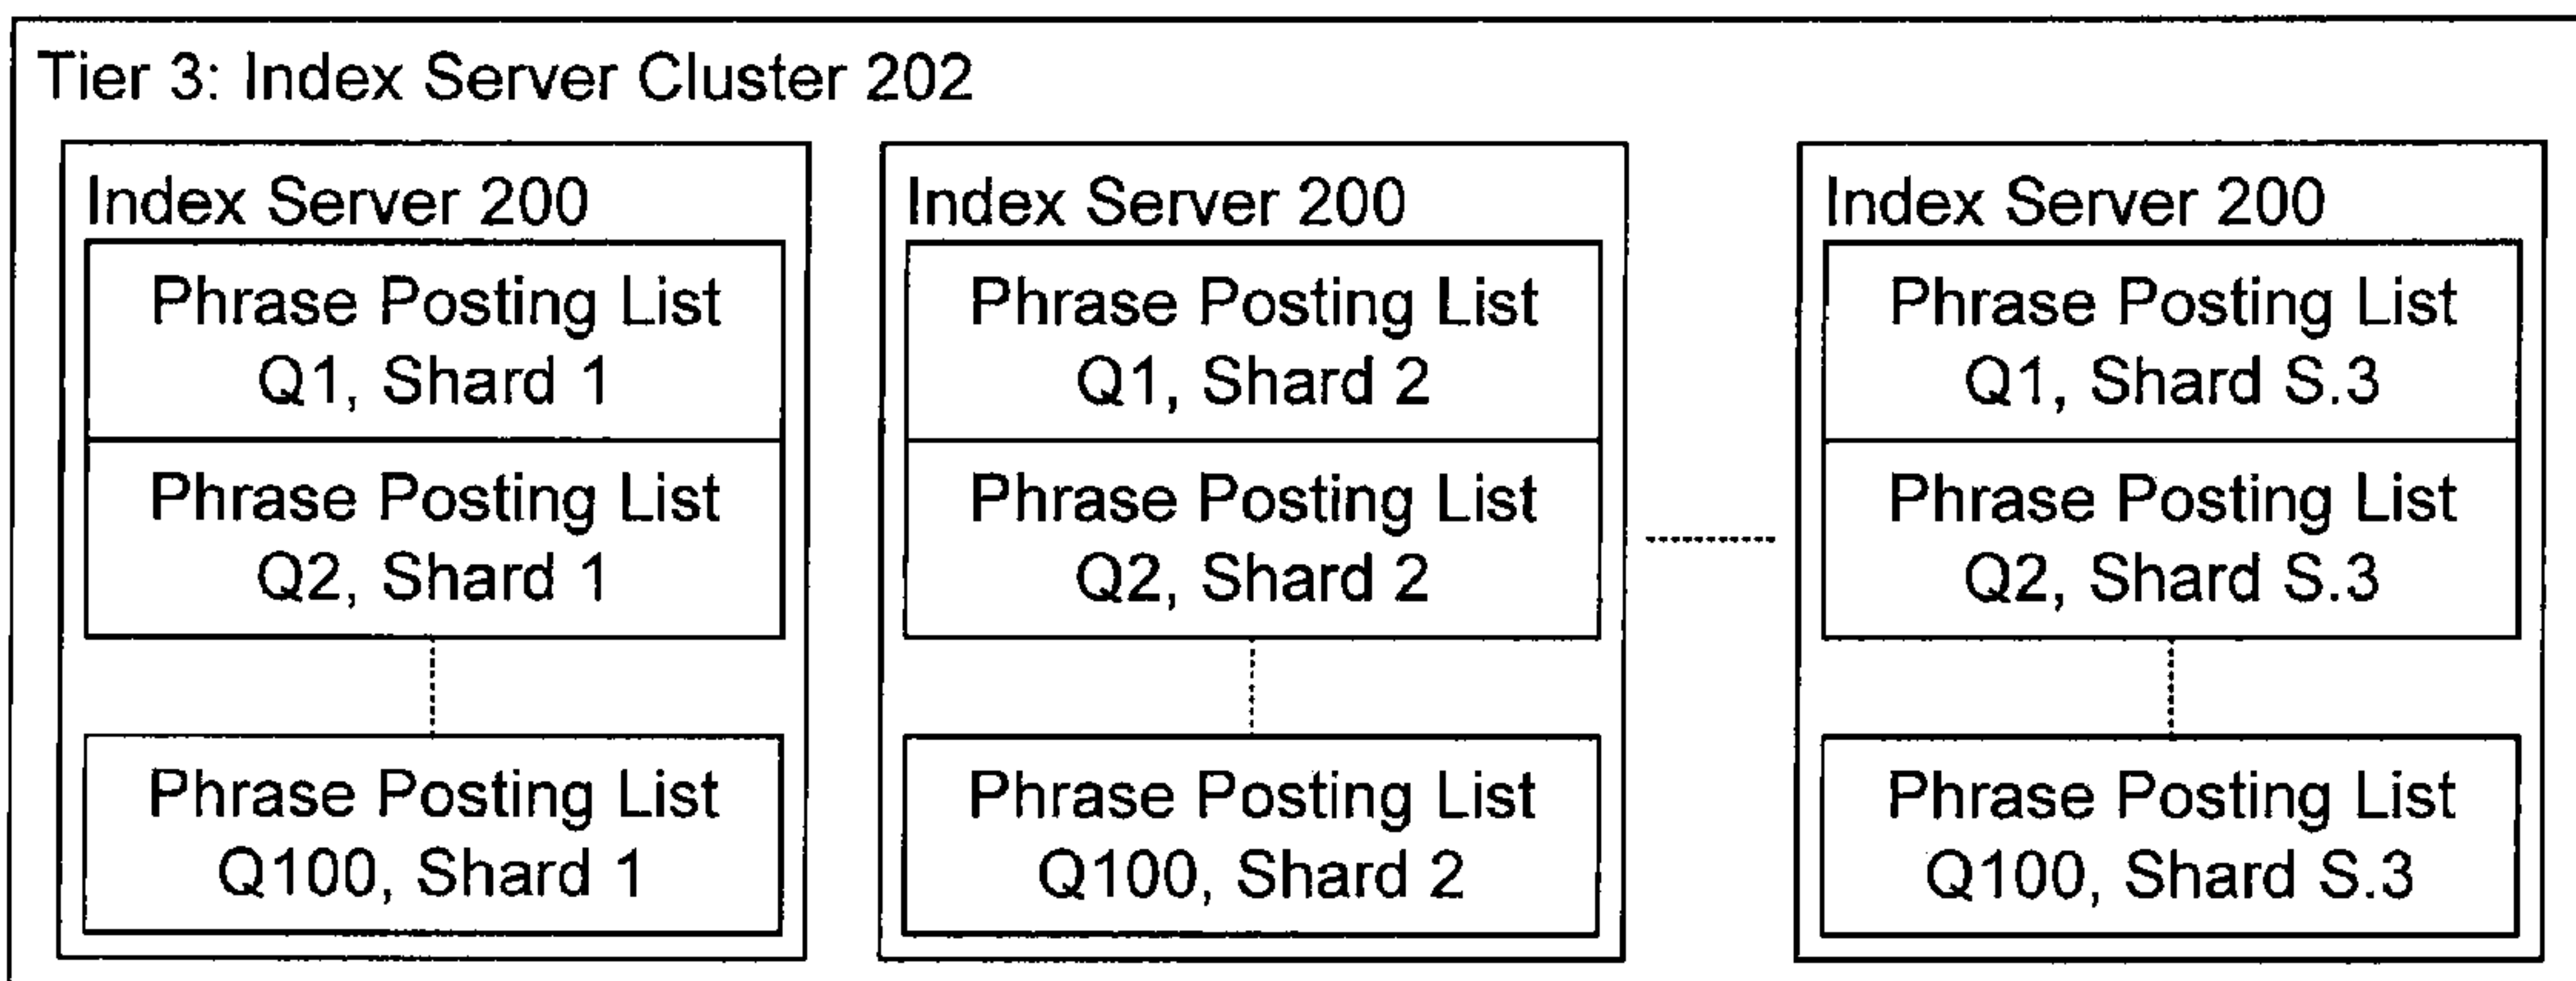 Tier 3: Index Server Cluster 202
Index Server 200
Phrase Posting List
Q1, Shard 1
Phrase Posting List
Q2, Shard 1
Phrase Posting List
Q100, Shard 1
Index Server 200
Phrase Posting List
Q1, Shard 2
Phrase Posting List
Q2, Shard 2
Phrase Posting List
Q100, Shard 2
Index Server 200
Phrase Posting List
Q1, Shard S.3
Phrase Posting List
Q2, Shard S.3
Phrase Posting List
Q100, Shard S.3